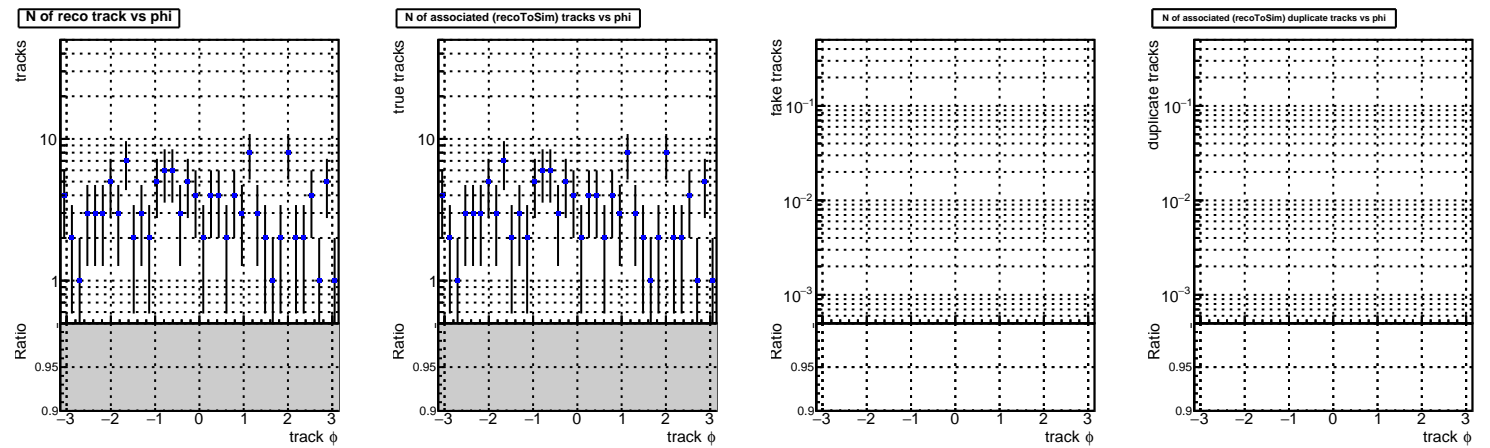 N of reco track vs phi
tracks
10
1
Ratio
0.95
0.9
−3 −2 −1 0 1 2 3
track ϕ
N of associated (recoToSim) tracks vs phi
true tracks
10
1
Ratio
0.95
0.9
−3 −2 −1 0 1 2 3
track ϕ
fake tracks
10−1
10−2
10−3
Ratio
0.95
0.9
−3 −2 −1 0 1 2 3
track ϕ
N of associated (recoToSim) duplicate tracks vs phi
duplicate tracks
10−1
10−2
10−3
Ratio
0.95
0.9
−3 −2 −1 0 1 2 3
track ϕ